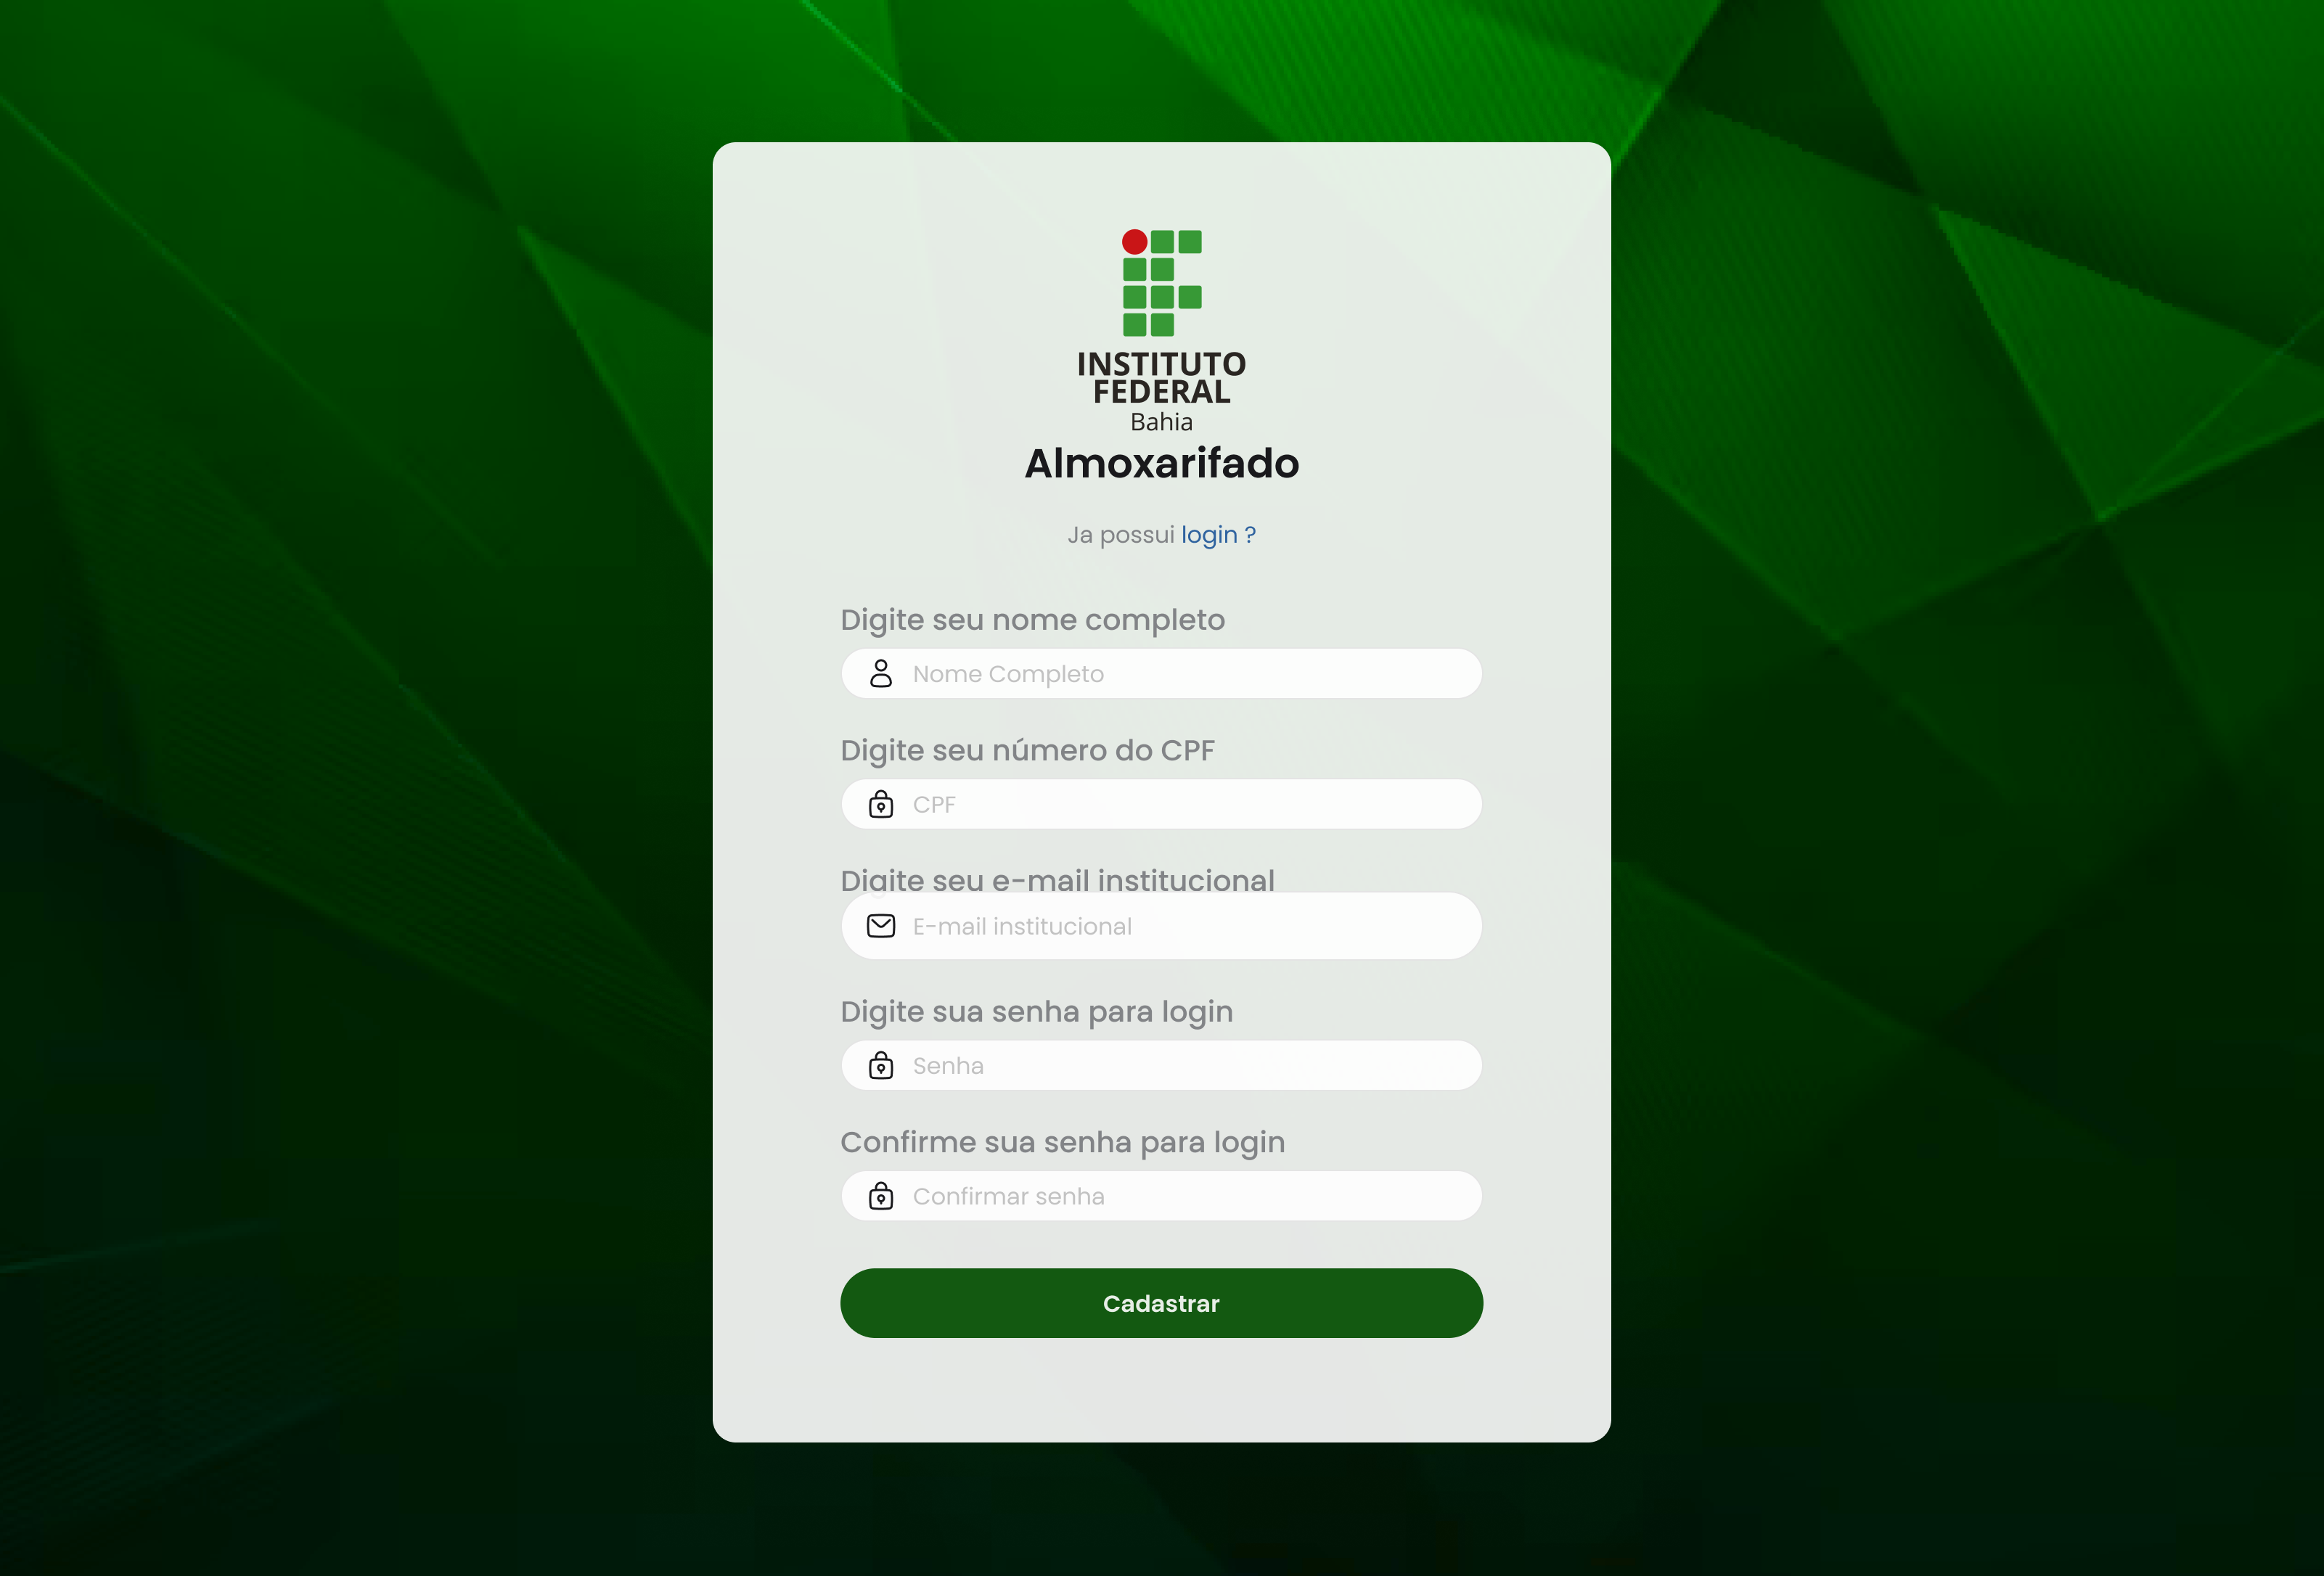 INSTITUTO
FEDERAL
Bahia
Almoxarifado
Ja possui login ?
Digite seu nome completo
Nome Completo
Digite seu número do CPF
CPF
Digite seu e-mail institucional
E-mail institucional
Digite sua senha para login
Senha
Confirme sua senha para login
Confirmar senha
Cadastrar